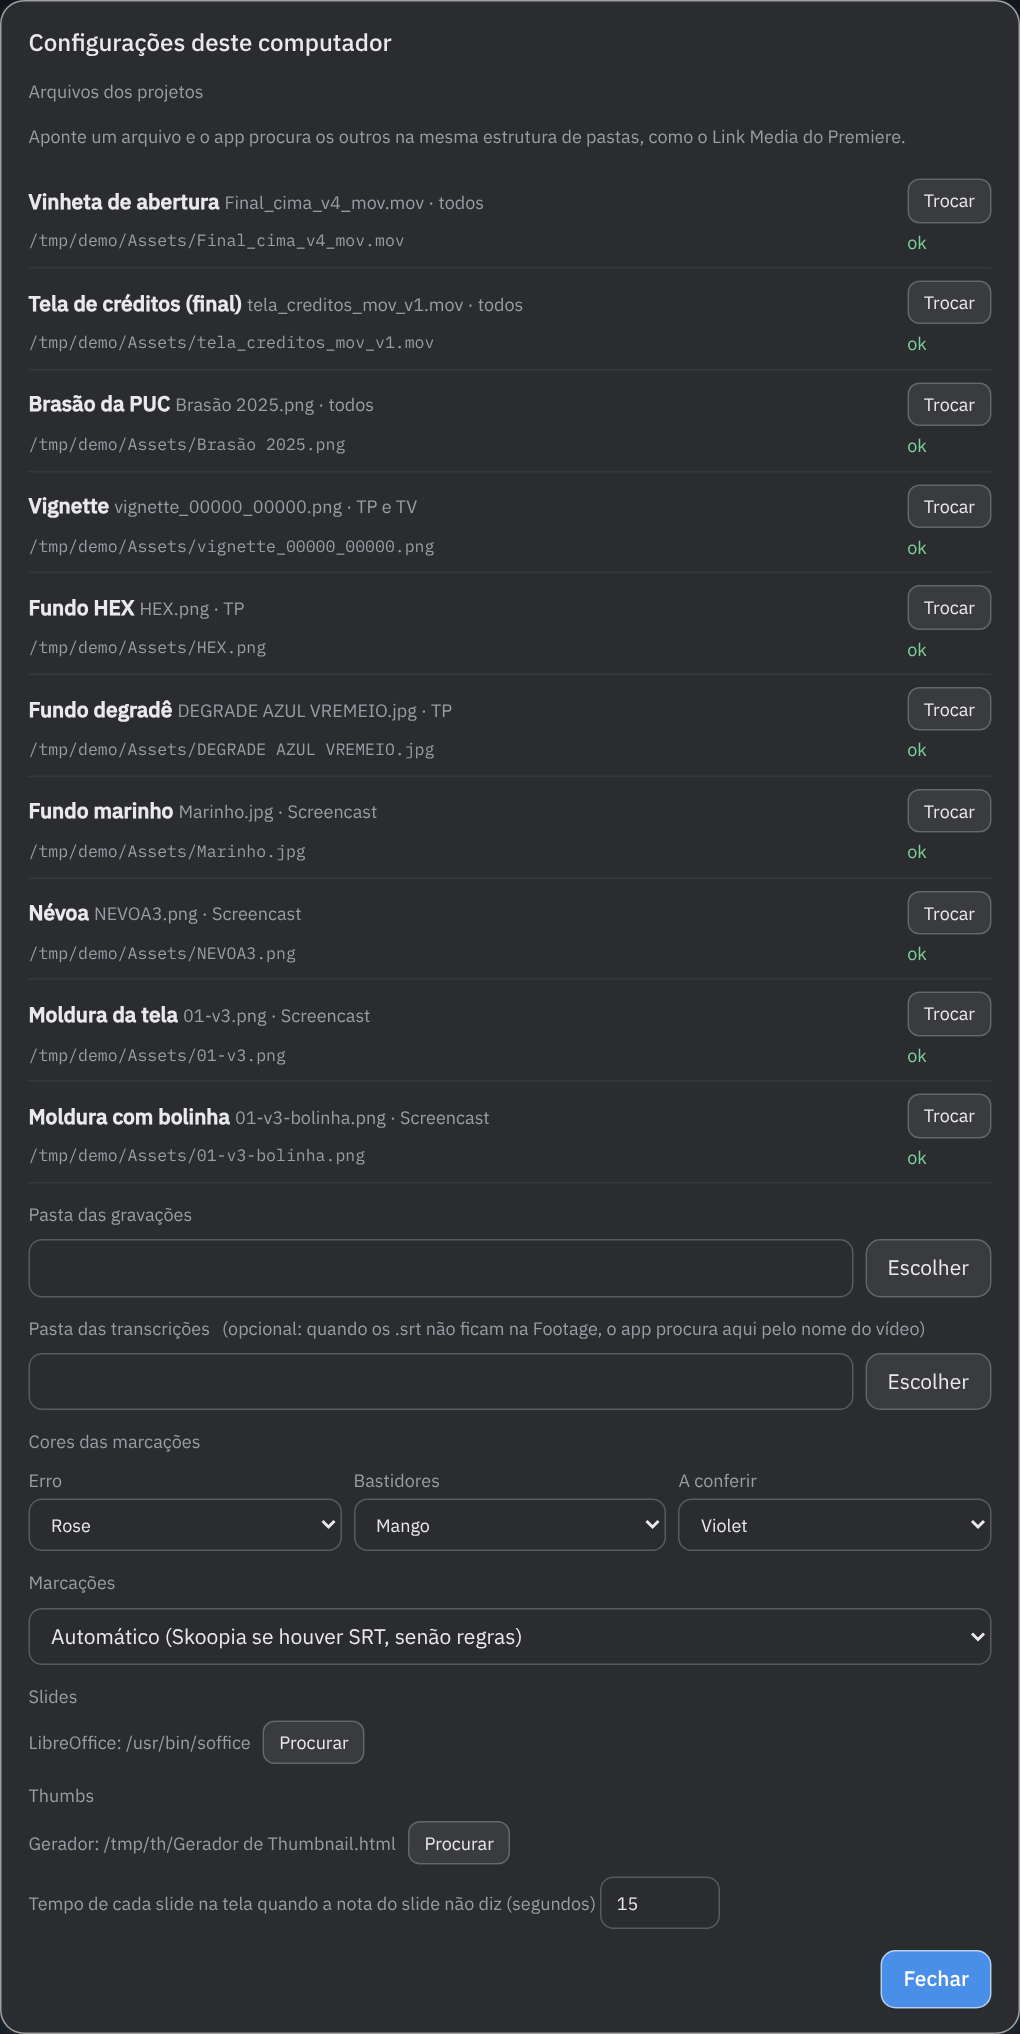 Configurações deste computador
Arquivos dos projetos
Aponte um arquivo e o app procura os outros na mesma estrutura de pastas, como o Link Media do Premiere.
Vinheta de abertura Final_cima_v4_mov.mov · todos
Trocar
/tmp/demo/Assets/Final_cima_v4_mov.mov
ok
Tela de créditos (final) tela_creditos_mov_v1.mov · todos
Trocar
/tmp/demo/Assets/tela_creditos_mov_v1.mov
ok
Brasão da PUC Brasão 2025.png · todos
Trocar
/tmp/demo/Assets/Brasão 2025.png
ok
Vignette vignette_00000_00000.png · TP e TV
Trocar
/tmp/demo/Assets/vignette_00000_00000.png
ok
Fundo HEX HEX.png · TP
Trocar
/tmp/demo/Assets/HEX.png
ok
Fundo degradê DEGRADE AZUL VREMEIO.jpg · TP
Trocar
/tmp/demo/Assets/DEGRADE AZUL VREMEIO.jpg
ok
Fundo marinho Marinho.jpg · Screencast
Trocar
/tmp/demo/Assets/Marinho.jpg
ok
Névoa NEVOA3.png · Screencast
Trocar
/tmp/demo/Assets/NEVOA3.png
ok
Moldura da tela 01-v3.png · Screencast
Trocar
/tmp/demo/Assets/01-v3.png
ok
Moldura com bolinha 01-v3-bolinha.png · Screencast
Trocar
/tmp/demo/Assets/01-v3-bolinha.png
ok
Pasta das gravações
Escolher
Pasta das transcrições (opcional: quando os .srt não ficam na Footage, o app procura aqui pelo nome do vídeo)
Escolher
Cores das marcações
Erro Bastidores A conferir
Rose Mango Violet
Marcações
Automático (Skoopia se houver SRT, senão regras)
Slides
LibreOffice: /usr/bin/soffice Procurar
Thumbs
Gerador: /tmp/th/Gerador de Thumbnail.html Procurar
Tempo de cada slide na tela quando a nota do slide não diz (segundos) 15
Fechar